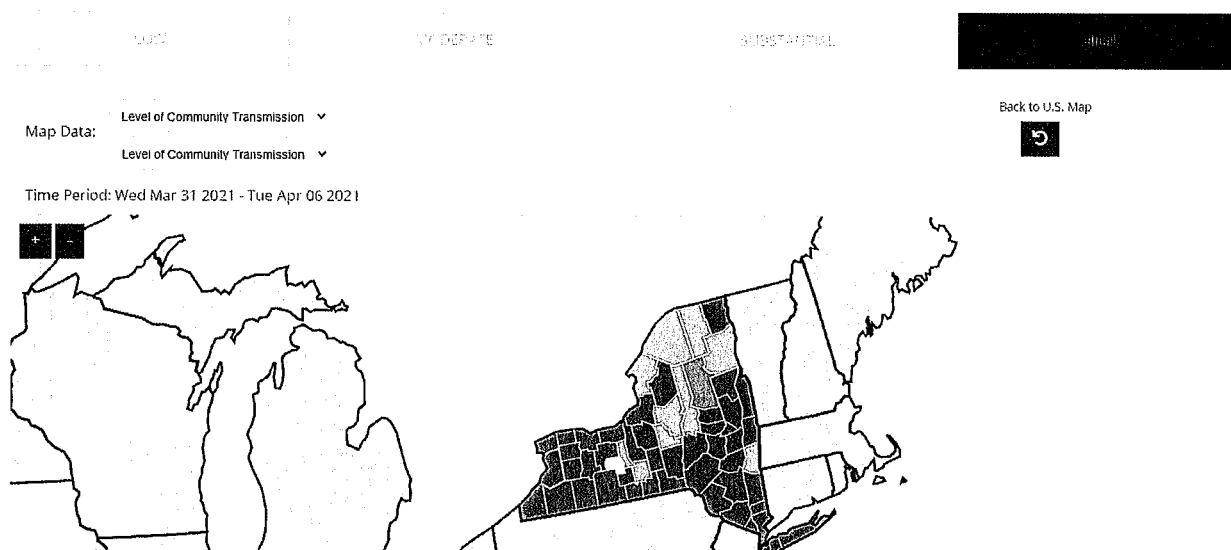 SUBSTANTIAL
Back to U.S. Map
Level of Community Transmission
Map Data:
Level of Community Transmission
Time Period: Wed Mar 31 2021 - Tue Apr 06 2021
+ -